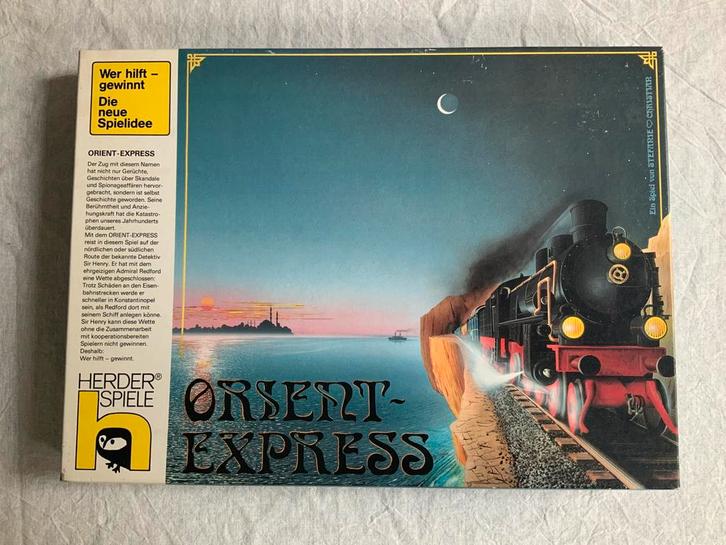 Wer hilft –
gewinnt
Die
neue
Spielidee
ORIENT-EXPRESS
Der Zug mit diesem Namen
hat nicht nur Gerüchte,
Geschichten über Skandale
und Spionageaffären hervor-
gebracht, sondern ist selbst
Geschichte geworden. Seine
Berühmtheit und Anzie-
hungskraft hat die Katastro-
phen unseres Jahrhunderts
überdauert.
Mit dem ORIENT-EXPRESS
reist in diesem Spiel auf der
nördlichen oder südlichen
Route der bekannte Detektiv
Sir Henry. Er hat mit dem
ehrgeizigen Admiral Redford
eine Wette abgeschlossen:
Trotz Schäden an den Eisen-
bahnstrecken werde er
schneller in Konstantinopel
sein, als Redford dort mit
seinem Schiff anlegen könne.
Sir Henry kann diese Wette
ohne die Zusammenarbeit
mit kooperationsbereiten
Spielern nicht gewinnen.
Deshalb:
Wer hilft – gewinnt.
HERDER®
SPIELE
h
ORIENT-
EXPRESS
Ein Spiel von STEFANIE ♡ CHRISTIAN